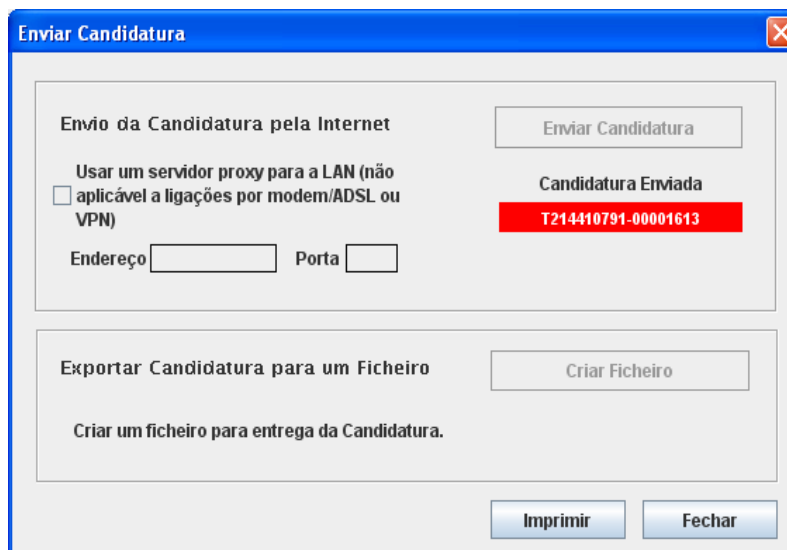 Enviar Candidatura
Envio da Candidatura pela Internet
Enviar Candidatura
Usar um servidor proxy para a LAN (não
aplicável a ligações por modem/ADSL ou
VPN)
Candidatura Enviada
T214410791-00001613
Endereço
Porta
Exportar Candidatura para um Ficheiro
Criar Ficheiro
Criar um ficheiro para entrega da Candidatura.
Imprimir
Fechar